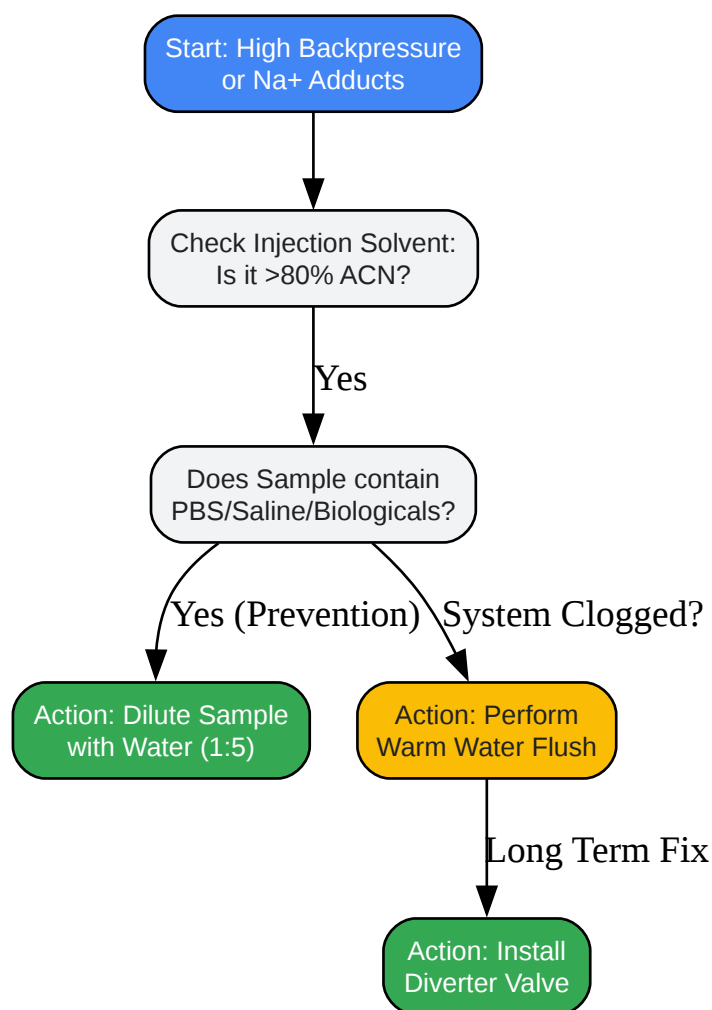 Start: High Backpressure
or Na+ Adducts
Check Injection Solvent:
Is it >80% ACN?
Yes
Does Sample contain
PBS/Saline/Biologicals?
Yes (Prevention)
System Clogged?
Action: Dilute Sample
with Water (1:5)
Action: Perform
Warm Water Flush
Long Term Fix
Action: Install
Diverter Valve